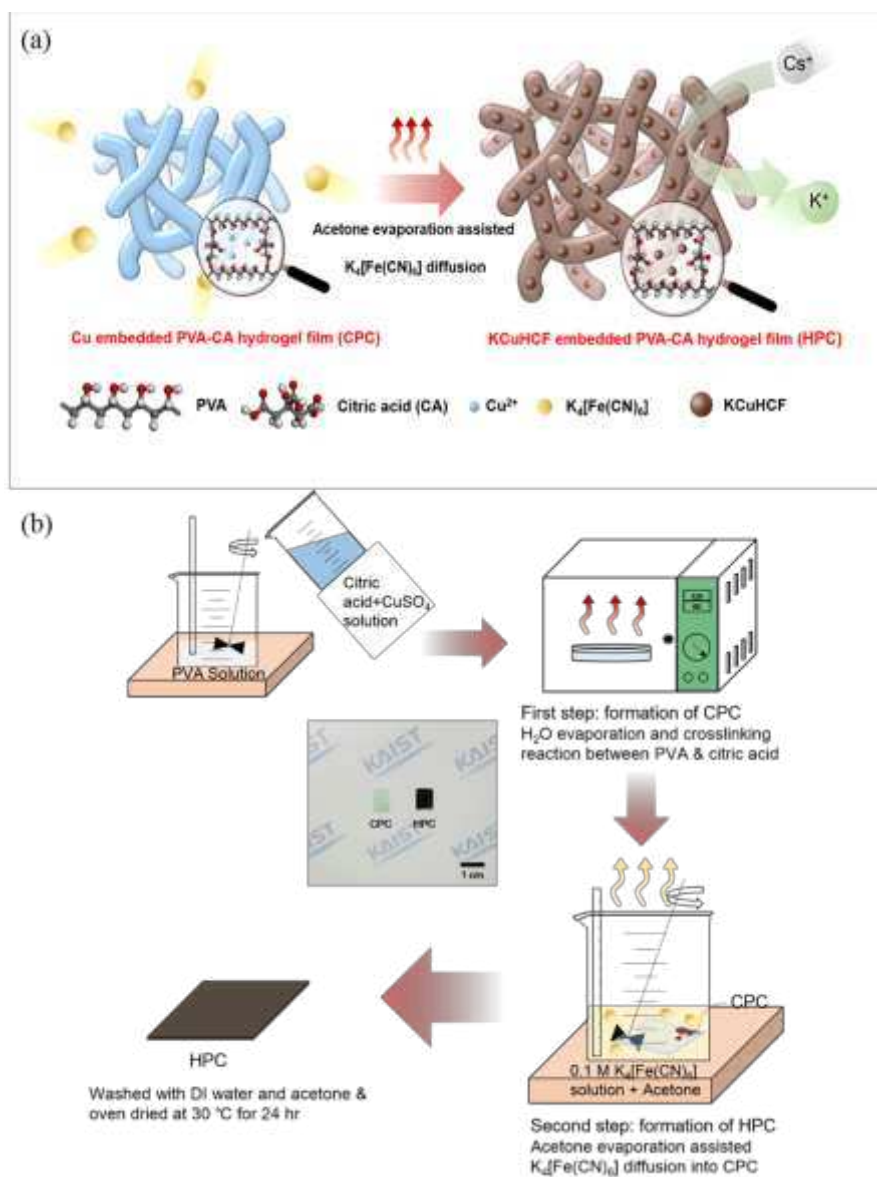 (a)
Cs⁺
K⁺
Acetone evaporation assisted
K₄[Fe(CN)₆] diffusion
Cu embedded PVA-CA hydrogel film (CPC)
KCuHCF embedded PVA-CA hydrogel film (HPC)
PVA
Citric acid (CA)
Cu²⁺
K₄[Fe(CN)₆]
KCuHCF
(b)
Citric
acid+CuSO₄
solution
PVA Solution
First step: formation of CPC
H₂O evaporation and crosslinking
reaction between PVA & citric acid
KAIST
KAIST
KAIST
KAIST
KAIST
CPC
HPC
1 cm
CPC
0.1 M K₄[Fe(CN)₆]
solution + Acetone
HPC
Washed with DI water and acetone &
oven dried at 30 °C for 24 hr
Second step: formation of HPC
Acetone evaporation assisted
K₄[Fe(CN)₆] diffusion into CPC